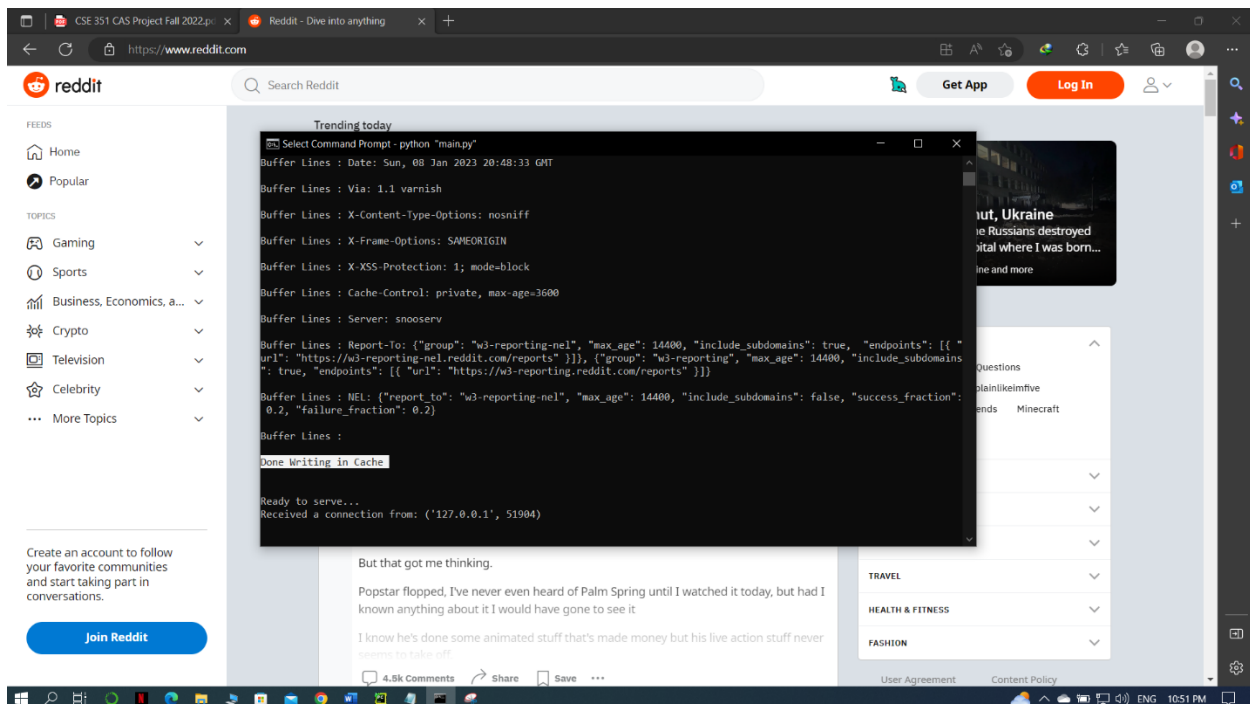 CSE 351 CAS Project Fall 2022.pd
Reddit - Dive into anything
https://www.reddit.com
reddit
Search Reddit
Get App
Log In
FEEDS
Home
Popular
TOPICS
Gaming
Sports
Business, Economics, a...
Crypto
Television
Celebrity
More Topics
Create an account to follow
your favorite communities
and start taking part in
conversations.
Join Reddit
Trending today
Select Command Prompt - python "main.py"
Buffer Lines : Date: Sun, 08 Jan 2023 20:48:33 GMT
Buffer Lines : Via: 1.1 varnish
Buffer Lines : X-Content-Type-Options: nosniff
Buffer Lines : X-Frame-Options: SAMEORIGIN
Buffer Lines : X-XSS-Protection: 1; mode=block
Buffer Lines : Cache-Control: private, max-age=3600
Buffer Lines : Server: snooserv
Buffer Lines : Report-To: {"group": "w3-reporting-nel", "max_age": 14400, "include_subdomains": true,  "endpoints": [{ "
url": "https://w3-reporting-nel.reddit.com/reports" }]}, {"group": "w3-reporting", "max_age": 14400, "include_subdomains
": true, "endpoints": [{ "url": "https://w3-reporting.reddit.com/reports" }]}
Buffer Lines : NEL: {"report_to": "w3-reporting-nel", "max_age": 14400, "include_subdomains": false, "success_fraction":
0.2, "failure_fraction": 0.2}
Buffer Lines :
Done Writing in Cache
Ready to serve...
Received a connection from: ('127.0.0.1', 51904)
nut, Ukraine
ne Russians destroyed
pital where I was born...
ine and more
Questions
plainlikeimfive
ends
Minecraft
TRAVEL
HEALTH & FITNESS
FASHION
User Agreement
Content Policy
But that got me thinking.
Popstar flopped, I've never even heard of Palm Spring until I watched it today, but had I
known anything about it I would have gone to see it
I know he's done some animated stuff that's made money but his live action stuff never
seems to take off.
4.5k Comments
Share
Save
ENG
10:51 PM